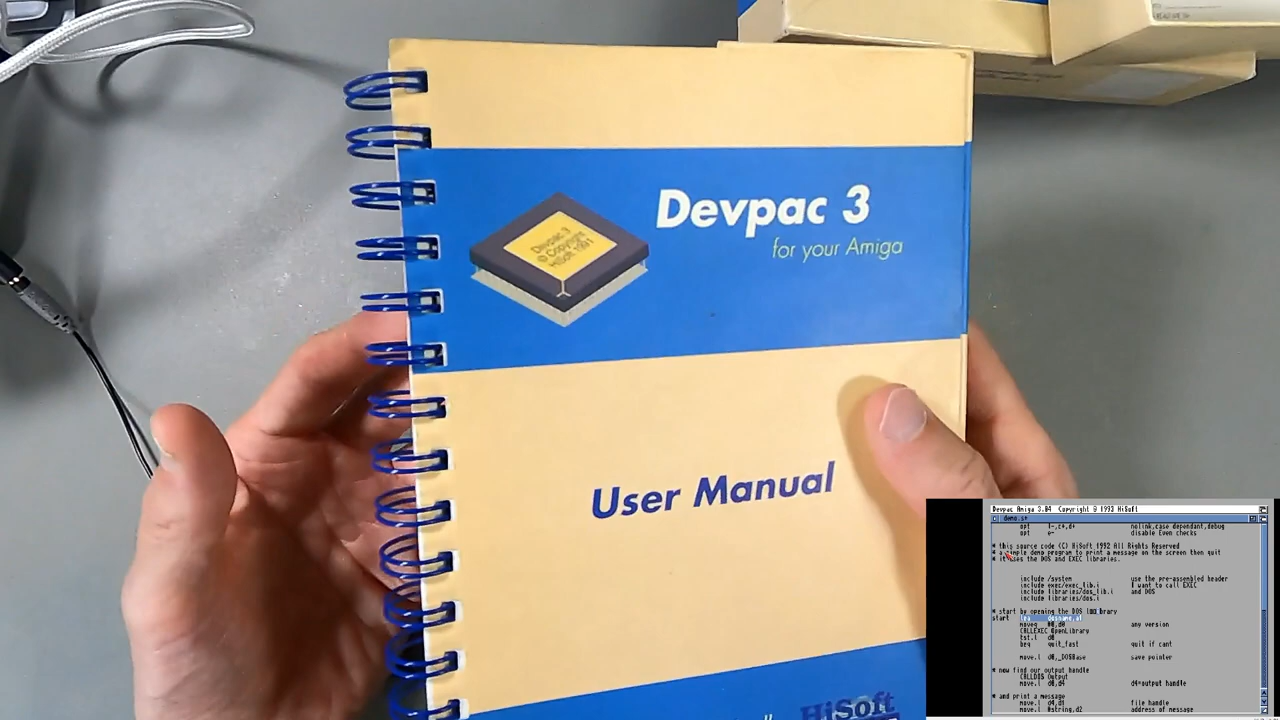 Devpac 3
for your Amiga
Devpac 3
© Copyright
HiSoft 1991
User Manual
HiSoft
Devpac Amiga 3.04 Copyright © 1993 HiSoft
demo.s
opt l-,c+,d+ nolink,case dependant,debug
opt e- disable Even checks
* this source code (C) HiSoft 1992 All Rights Reserved
* a simple demo program to print a message on the screen then quit
* it uses the DOS and EXEC libraries.
include /system use the pre-assembled header
include exec/exec_lib.i I want to call EXEC
include libraries/dos_lib.i and DOS
include libraries/dos.i
* start by opening the DOS library
start lea dosname,a1
moveq #0,d0 any version
CALLEXEC OpenLibrary
tst.l d0
beq quit_fast quit if cant
move.l d0,_DOSBase save pointer
* now find our output handle
CALLDOS Output
move.l d0,d4 d4=output handle
* and print a message
move.l d4,d1 file handle
move.l #string,d2 address of message